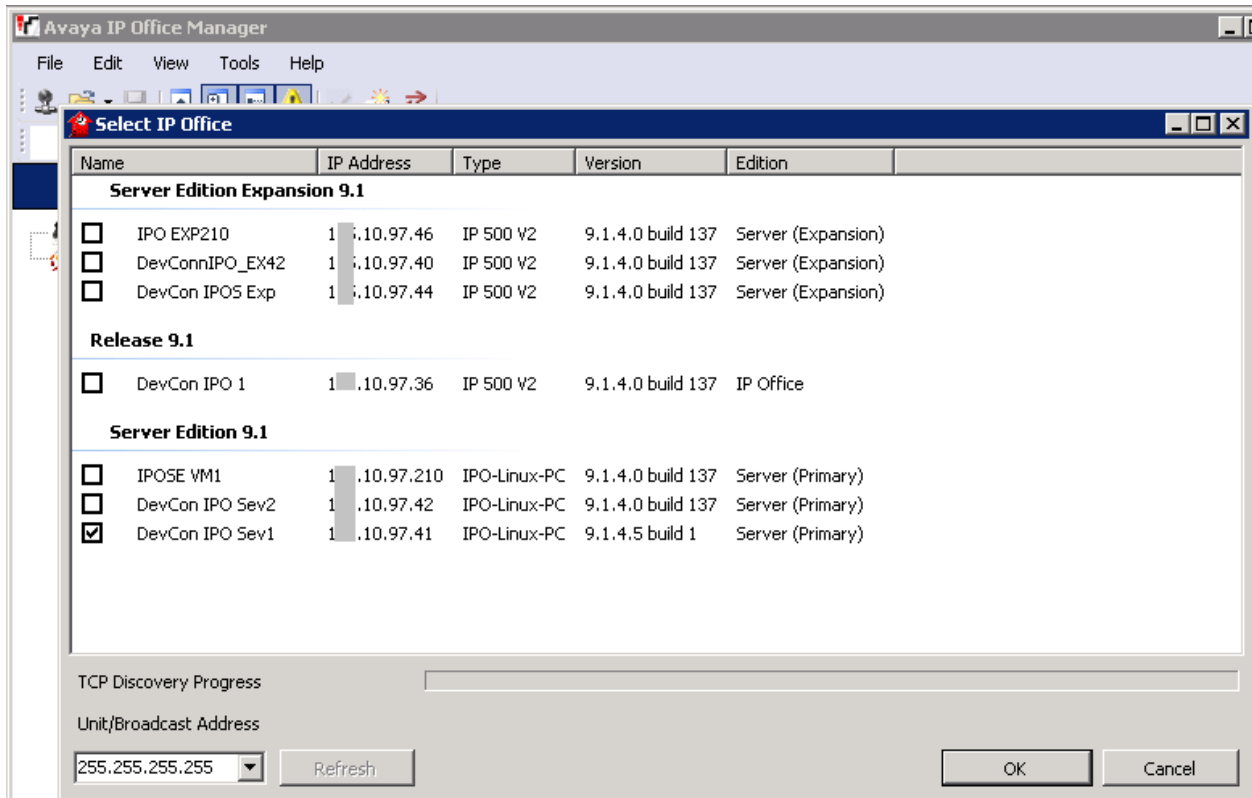 Avaya IP Office Manager
File Edit View Tools Help
Select IP Office
Name IP Address Type Version Edition
Server Edition Expansion 9.1
IPO EXP210 1 .10.97.46 IP 500 V2 9.1.4.0 build 137 Server (Expansion)
DevConnIPO_EX42 1 .10.97.40 IP 500 V2 9.1.4.0 build 137 Server (Expansion)
DevCon IPOS Exp 1 .10.97.44 IP 500 V2 9.1.4.0 build 137 Server (Expansion)
Release 9.1
DevCon IPO 1 1 .10.97.36 IP 500 V2 9.1.4.0 build 137 IP Office
Server Edition 9.1
IPOSE VM1 1 .10.97.210 IPO-Linux-PC 9.1.4.0 build 137 Server (Primary)
DevCon IPO Sev2 1 .10.97.42 IPO-Linux-PC 9.1.4.0 build 137 Server (Primary)
DevCon IPO Sev1 1 .10.97.41 IPO-Linux-PC 9.1.4.5 build 1 Server (Primary)
TCP Discovery Progress
Unit/Broadcast Address
255.255.255.255 Refresh OK Cancel